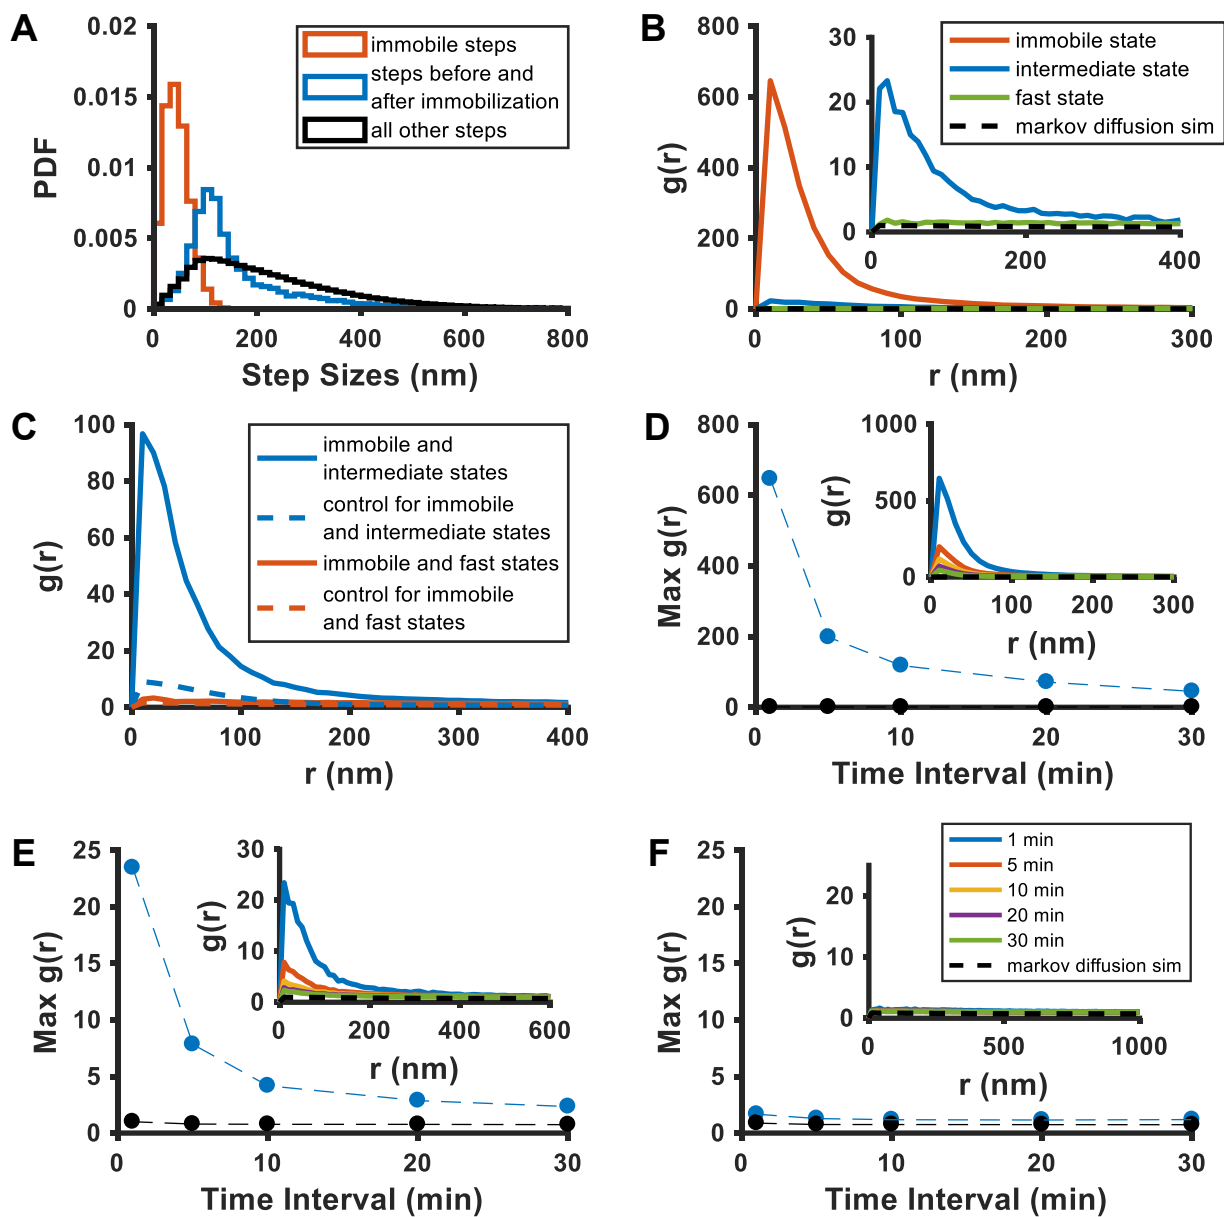 A
0.02
0.015
0.01
0.005
0
PDF
immobile steps
steps before and
after immobilization
all other steps
0 200 400 600 800
Step Sizes (nm)
B
800
600
400
200
0
g(r)
30
20
10
0
0 200 400
immobile state
intermediate state
fast state
markov diffusion sim
0 100 200 300
r (nm)
C
100
80
60
40
20
0
g(r)
immobile and
intermediate states
control for immobile
and intermediate states
immobile and fast states
control for immobile
and fast states
0 100 200 300 400
r (nm)
D
800
600
400
200
0
Max g(r)
1000
500
0
g(r)
0 100 200 300
r (nm)
0 10 20 30
Time Interval (min)
E
25
20
15
10
5
0
Max g(r)
30
20
10
0
g(r)
0 200 400 600
r (nm)
0 10 20 30
Time Interval (min)
F
25
20
15
10
5
0
Max g(r)
1 min
5 min
10 min
20 min
30 min
markov diffusion sim
20
10
0
g(r)
0 500 1000
r (nm)
0 10 20 30
Time Interval (min)